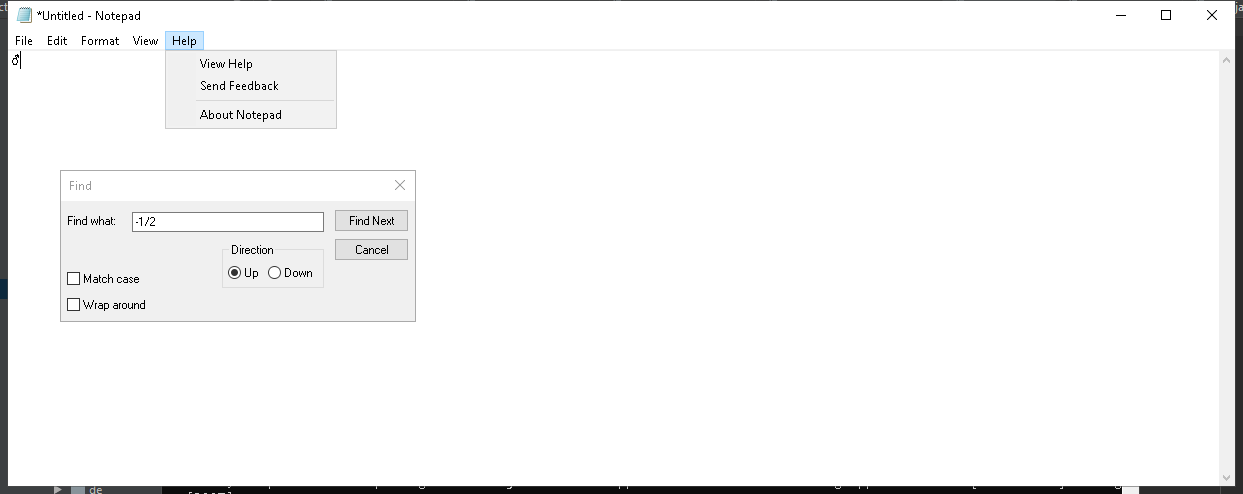 *Untitled - Notepad
File Edit Format View Help
♂
View Help
Send Feedback
About Notepad
Find
Find what: -1/2 Find Next
Direction Cancel
Up Down
Match case
Wrap around
de